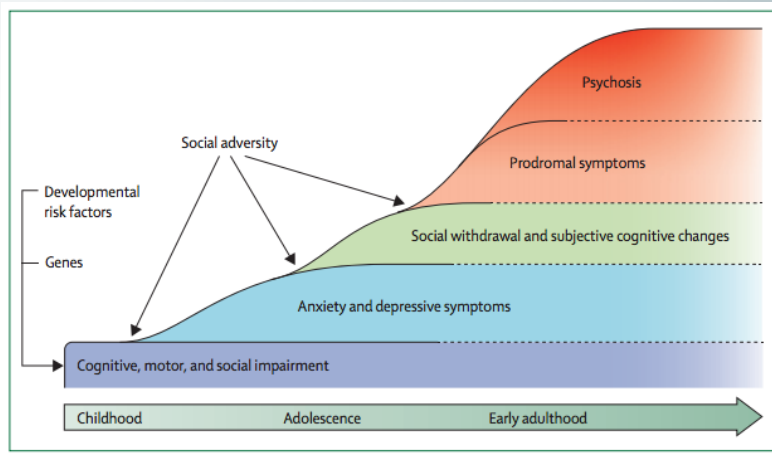 Psychosis
Social adversity
Prodromal symptoms
Developmental
risk factors
Social withdrawal and subjective cognitive changes
Genes
Anxiety and depressive symptoms
Cognitive, motor, and social impairment
Childhood
Adolescence
Early adulthood